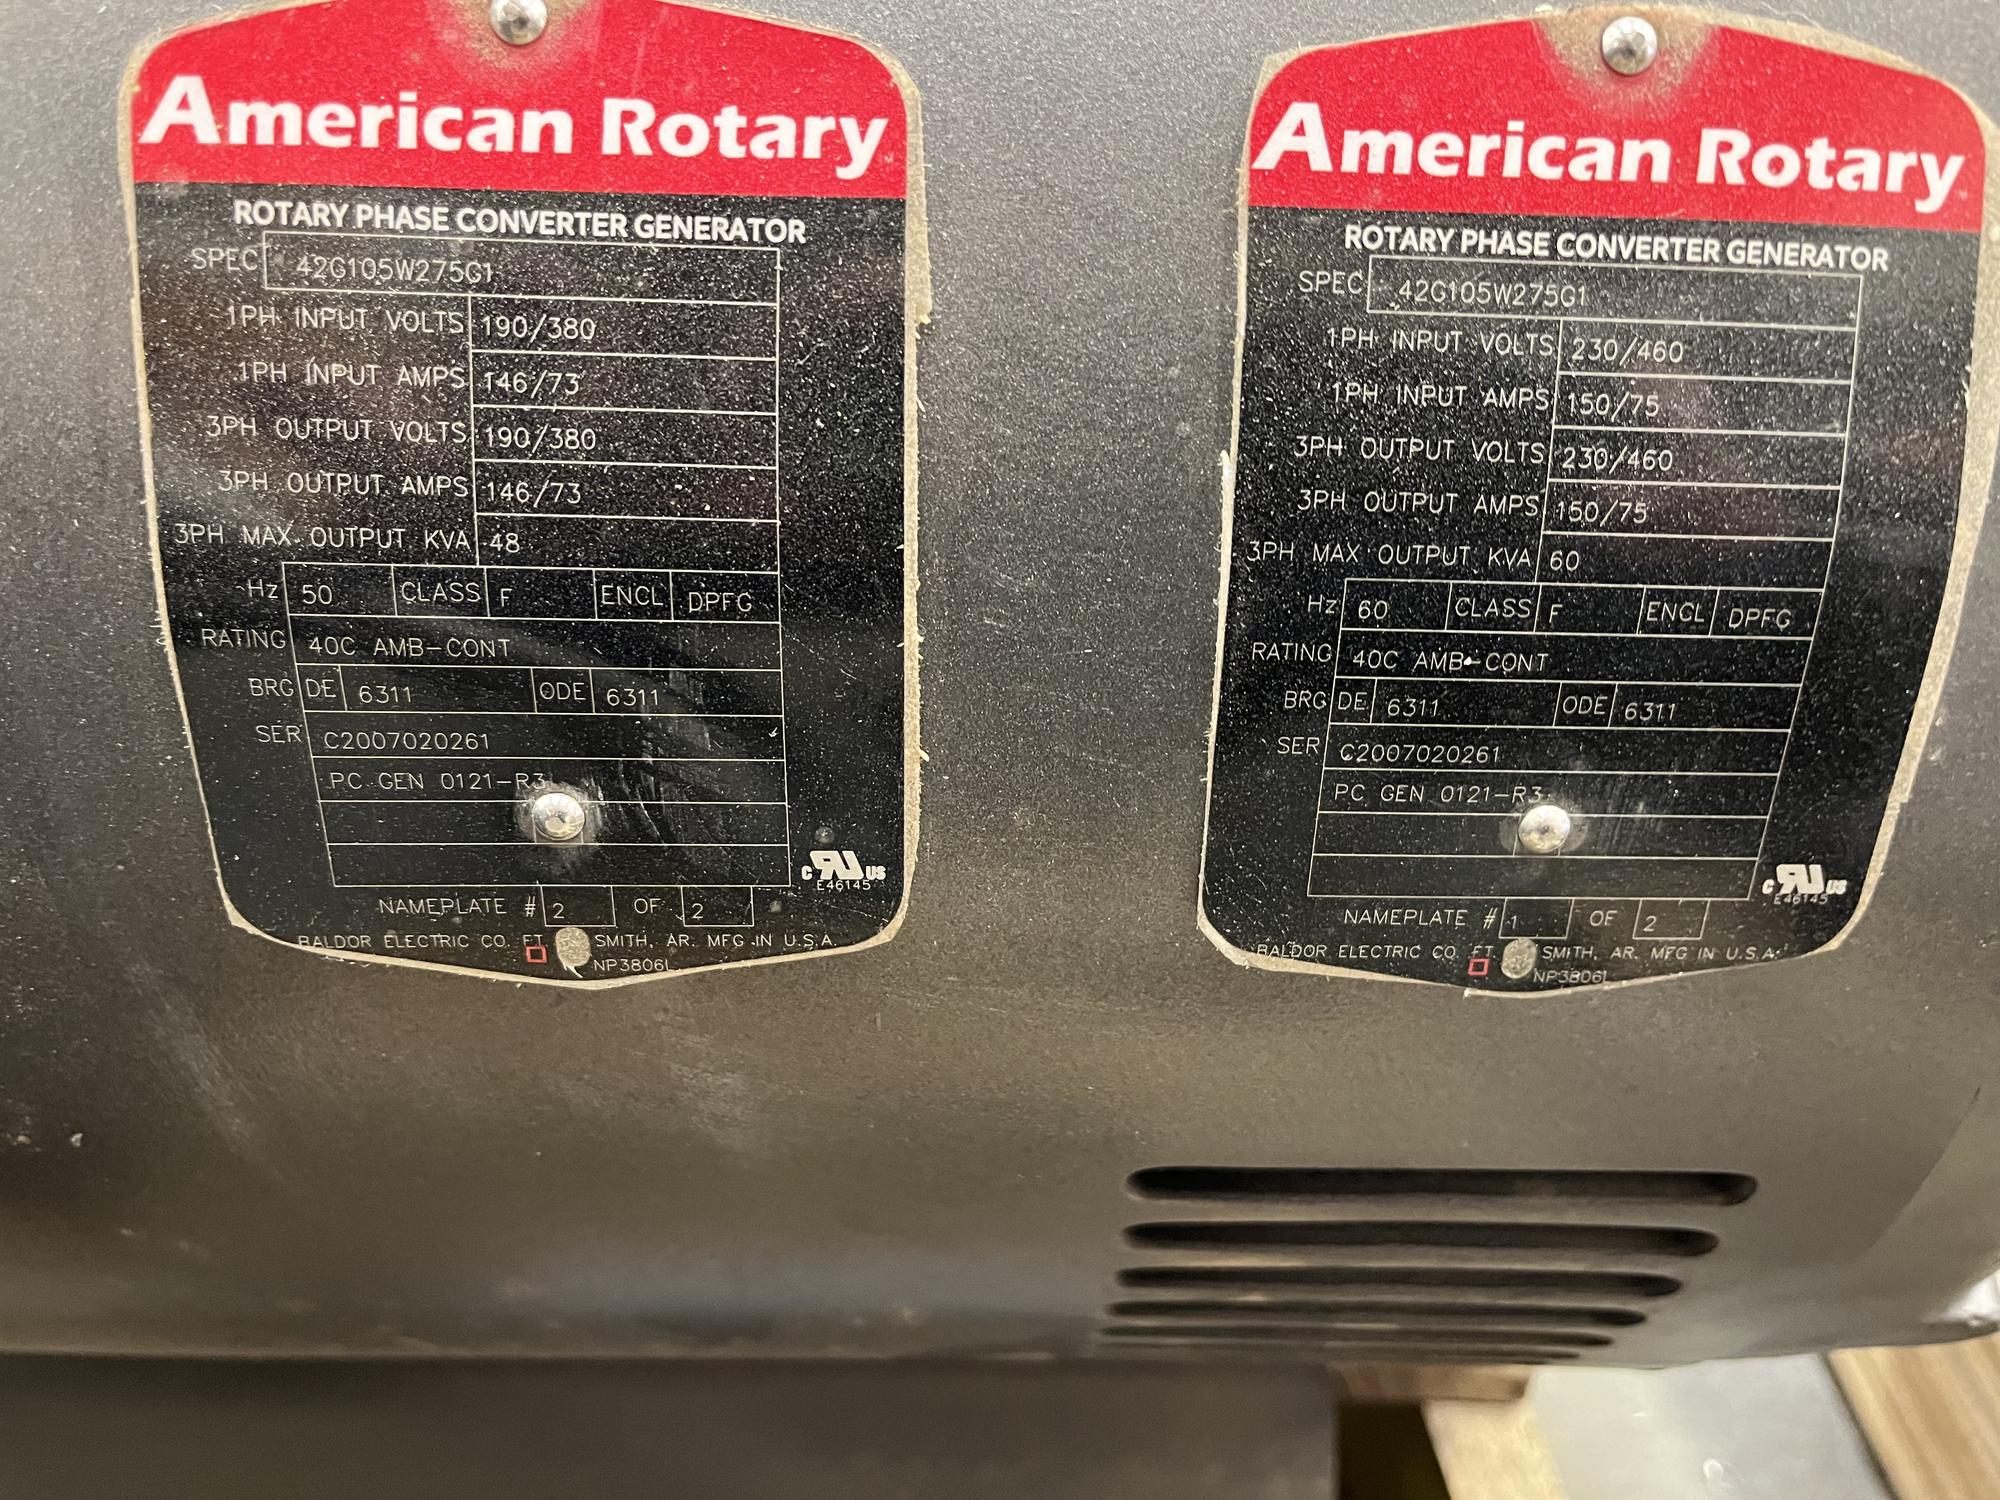 American Rotary
ROTARY PHASE CONVERTER GENERATOR
SPEC 42G105W275G1
1PH INPUT VOLTS 190/380
1PH INPUT AMPS 146/73
3PH OUTPUT VOLTS 190/380
3PH OUTPUT AMPS 146/73
3PH MAX OUTPUT KVA 48
Hz 50 CLASS F ENCL DPFG
RATING 40C AMB-CONT
BRG DE 6311 ODE 6311
SER C2007020261
PC GEN 0121-R3
c RU US
E46145
NAMEPLATE # 2 OF 2
BALDOR ELECTRIC CO. FT. SMITH, AR. MFG IN U.S.A.
NP3806L
American Rotary
ROTARY PHASE CONVERTER GENERATOR
SPEC 42G105W275G1
1PH INPUT VOLTS 230/460
1PH INPUT AMPS 150/75
3PH OUTPUT VOLTS 230/460
3PH OUTPUT AMPS 150/75
3PH MAX OUTPUT KVA 60
Hz 60 CLASS F ENCL DPFG
RATING 40C AMB-CONT
BRG DE 6311 ODE 6311
SER C2007020261
PC GEN 0121-R3
c RU US
E46145
NAMEPLATE # 1 OF 2
BALDOR ELECTRIC CO. FT. SMITH, AR. MFG IN U.S.A.
NP3806L